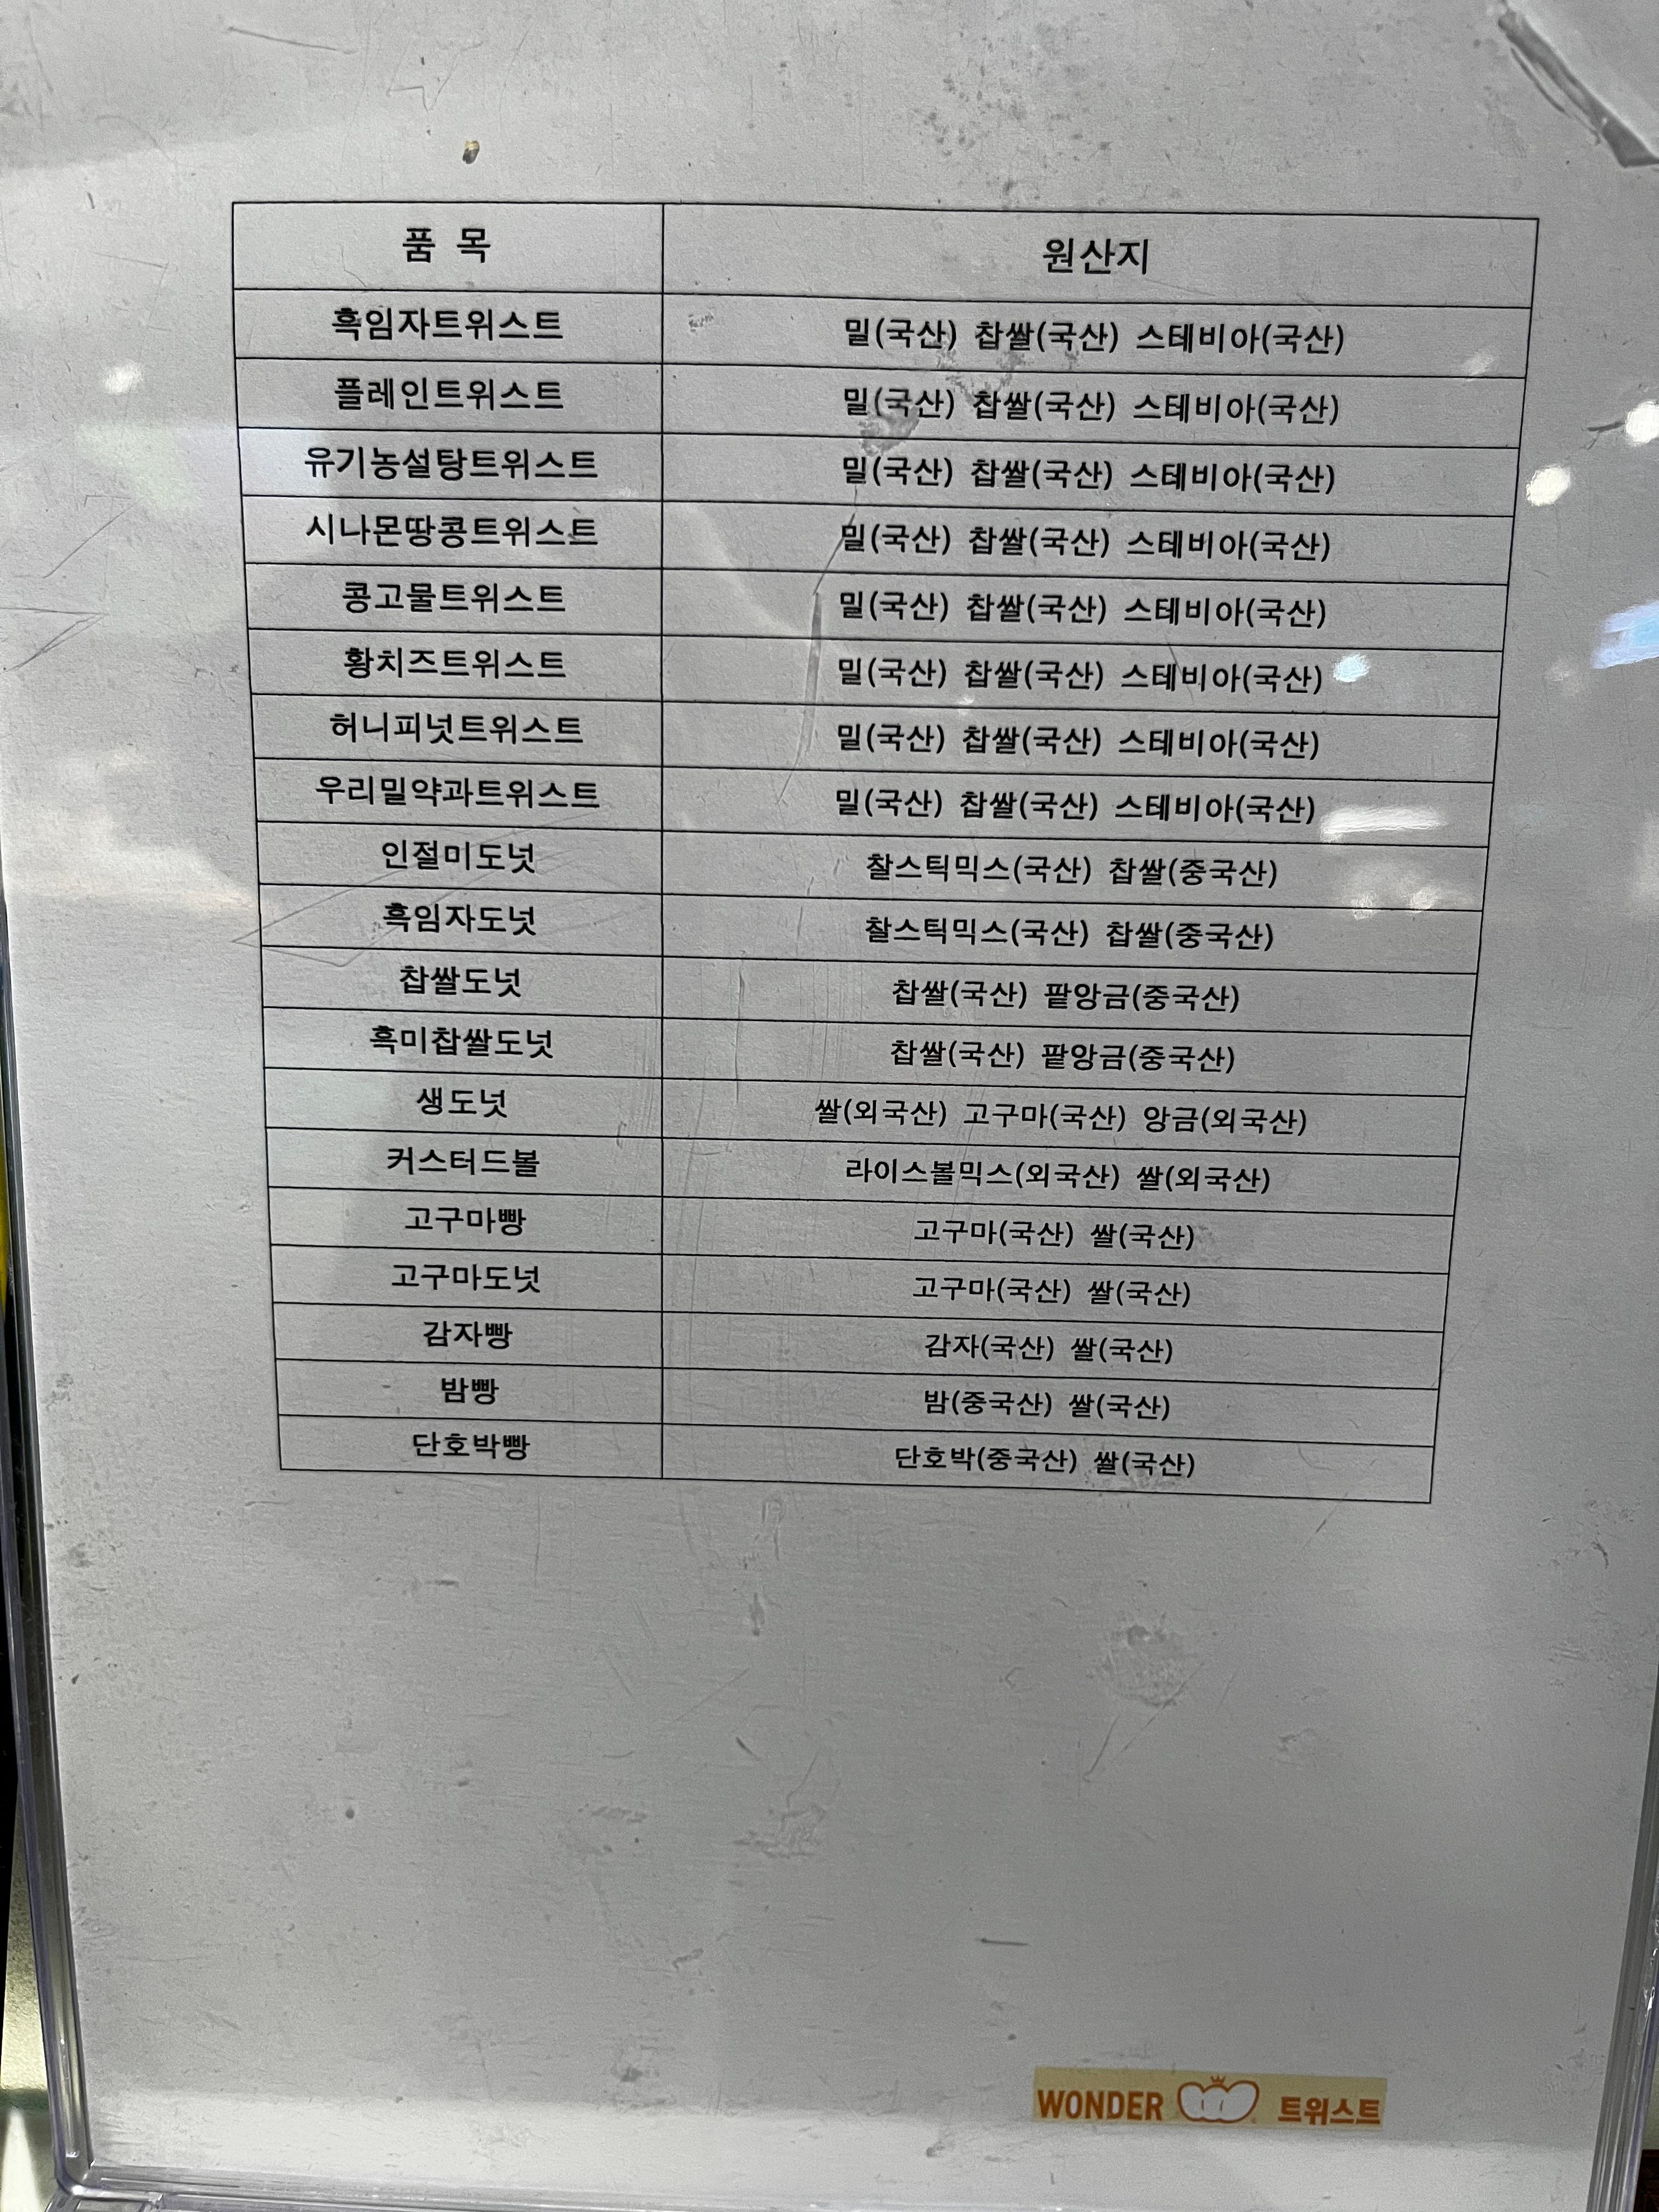 품 목 원산지
흑임자트위스트 밀(국산) 찹쌀(국산) 스테비아(국산)
플레인트위스트 밀(국산) 찹쌀(국산) 스테비아(국산)
유기농설탕트위스트 밀(국산) 찹쌀(국산) 스테비아(국산)
시나몬땅콩트위스트 밀(국산) 찹쌀(국산) 스테비아(국산)
콩고물트위스트 밀(국산) 찹쌀(국산) 스테비아(국산)
황치즈트위스트 밀(국산) 찹쌀(국산) 스테비아(국산)
허니피넛트위스트 밀(국산) 찹쌀(국산) 스테비아(국산)
우리밀약과트위스트 밀(국산) 찹쌀(국산) 스테비아(국산)
인절미도넛 찰스틱믹스(국산) 찹쌀(중국산)
흑임자도넛 찰스틱믹스(국산) 찹쌀(중국산)
찹쌀도넛 찹쌀(국산) 팥앙금(중국산)
흑미찹쌀도넛 찹쌀(국산) 팥앙금(중국산)
생도넛 쌀(외국산) 고구마(국산) 앙금(외국산)
커스터드볼 라이스볼믹스(외국산) 쌀(외국산)
고구마빵 고구마(국산) 쌀(국산)
고구마도넛 고구마(국산) 쌀(국산)
감자빵 감자(국산) 쌀(국산)
밤빵 밤(중국산) 쌀(국산)
단호박빵 단호박(중국산) 쌀(국산)
WONDER 트위스트